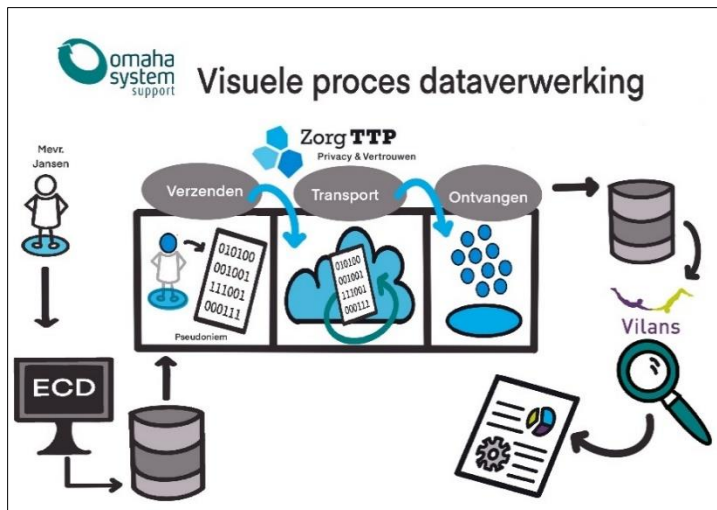 omaha
system
support
Visuele proces dataverwerking
Mevr.
Jansen
Zorg TTP
Privacy & Vertrouwen
Verzenden
Transport
Ontvangen
010100
001001
111001
000111
Pseudoniem
010100
001001
111001
000111
ECD
Vilans